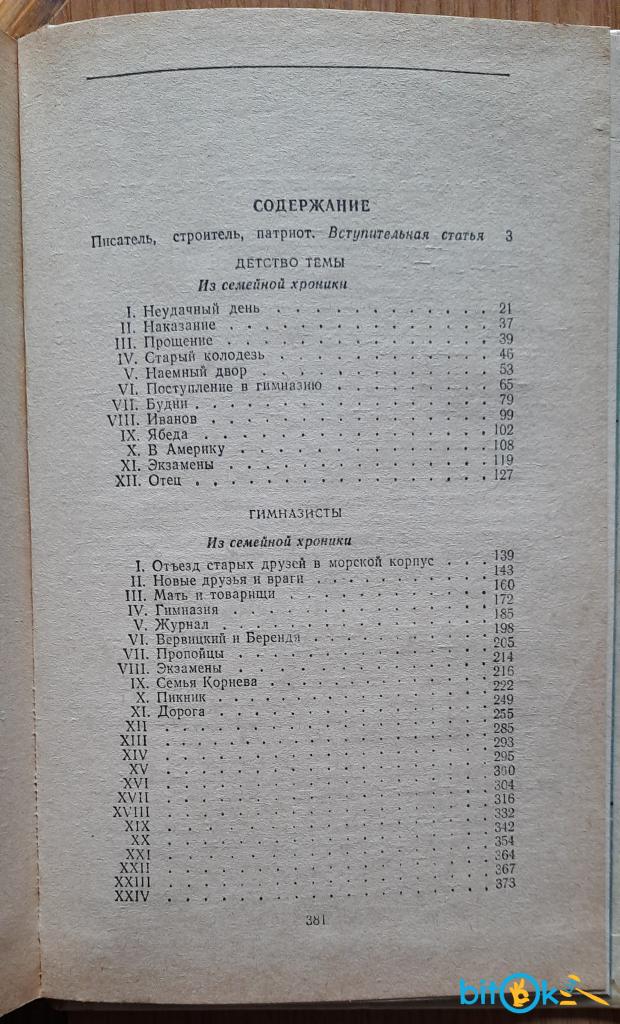 СОДЕРЖАНИЕ
Писатель, строитель, патриот. Вступительная статья 3
ДЕТСТВО ТЕМЫ
Из семейной хроники
I. Неудачный день . . . . . . . . . . . . 21
II. Наказание . . . . . . . . . . . . . . 37
III. Прощение . . . . . . . . . . . . . . 39
IV. Старый колодезь . . . . . . . . . . . 46
V. Наемный двор . . . . . . . . . . . . 53
VI. Поступление в гимназию . . . . . . . . 65
VII. Будни . . . . . . . . . . . . . . . 79
VIII. Иванов . . . . . . . . . . . . . . 99
IX. Ябеда . . . . . . . . . . . . . . . 102
X. В Америку . . . . . . . . . . . . . 108
XI. Экзамены . . . . . . . . . . . . . 119
XII. Отец . . . . . . . . . . . . . . . 127
ГИМНАЗИСТЫ
Из семейной хроники
I. Отъезд старых друзей в морской корпус . . . 139
II. Новые друзья и враги . . . . . . . . . 143
III. Мать и товарищи . . . . . . . . . . . 160
IV. Гимназия . . . . . . . . . . . . . 172
V. Журнал . . . . . . . . . . . . . . 185
VI. Вервицкий и Берендя . . . . . . . . . 198
VII. Пропойцы . . . . . . . . . . . . . 205
VIII. Экзамены . . . . . . . . . . . . . 214
IX. Семья Корнева . . . . . . . . . . . 216
X. Пикник . . . . . . . . . . . . . . 222
XI. Дорога . . . . . . . . . . . . . . 249
XII . . . . . . . . . . . . . . . . 255
XIII . . . . . . . . . . . . . . . . 285
XIV . . . . . . . . . . . . . . . . 293
XV . . . . . . . . . . . . . . . . 295
XVI . . . . . . . . . . . . . . . . 300
XVII . . . . . . . . . . . . . . . . 304
XVIII . . . . . . . . . . . . . . . . 316
XIX . . . . . . . . . . . . . . . . 332
XX . . . . . . . . . . . . . . . . 342
XXI . . . . . . . . . . . . . . . . 354
XXII . . . . . . . . . . . . . . . . 364
XXIII . . . . . . . . . . . . . . . . 367
XXIV . . . . . . . . . . . . . . . . 373
381
bitOk